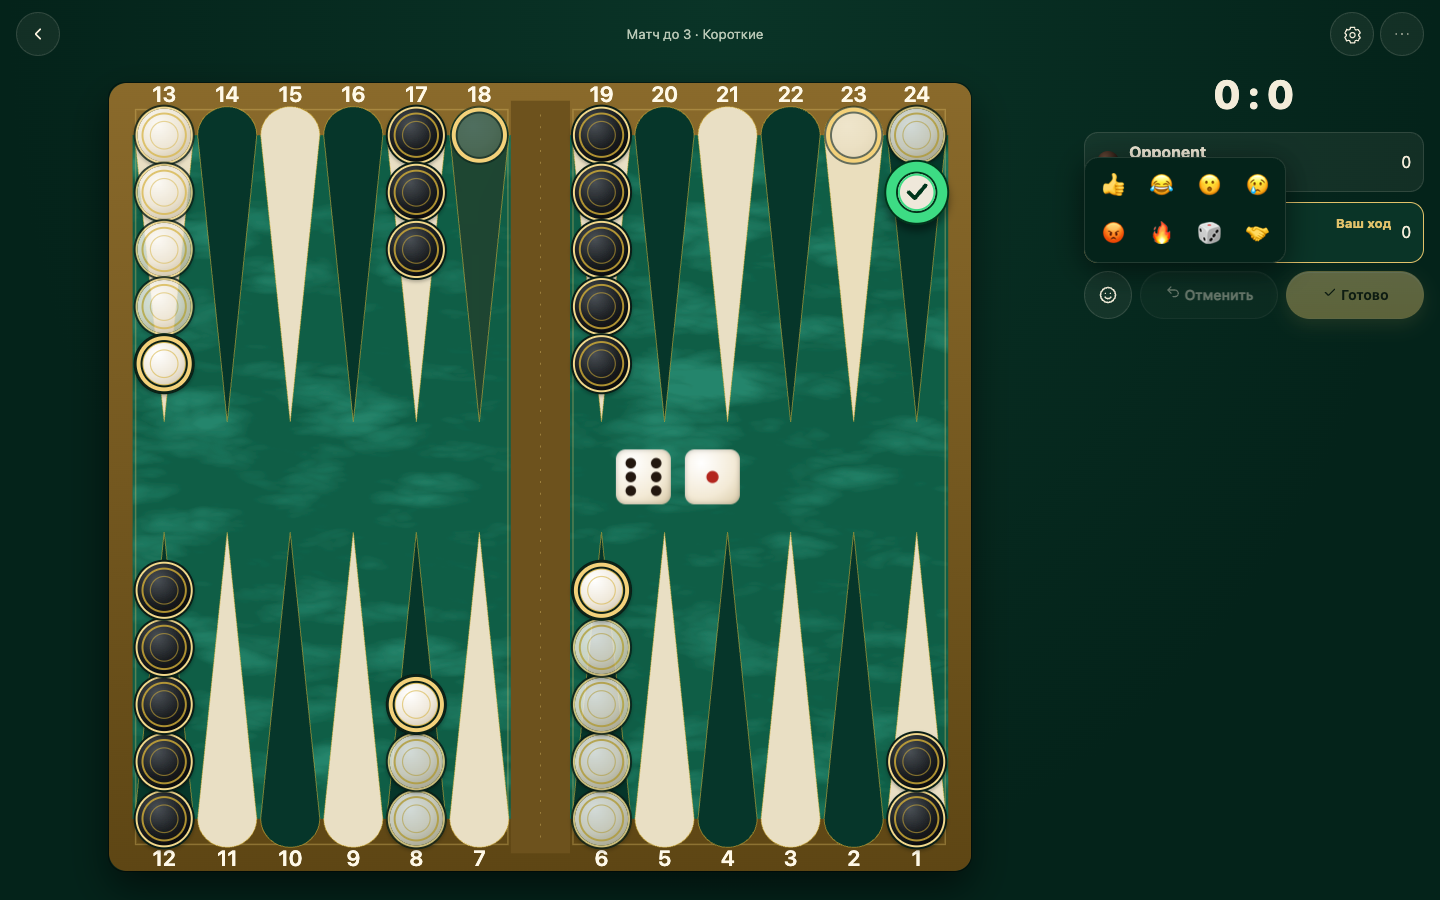 Матч до 3 · Короткие
0 : 0
13 14 15 16 17 18 19 20 21 22 23 24
Opponent
0
Ваш ход
0
Отменить
Готово
12 11 10 9 8 7 6 5 4 3 2 1